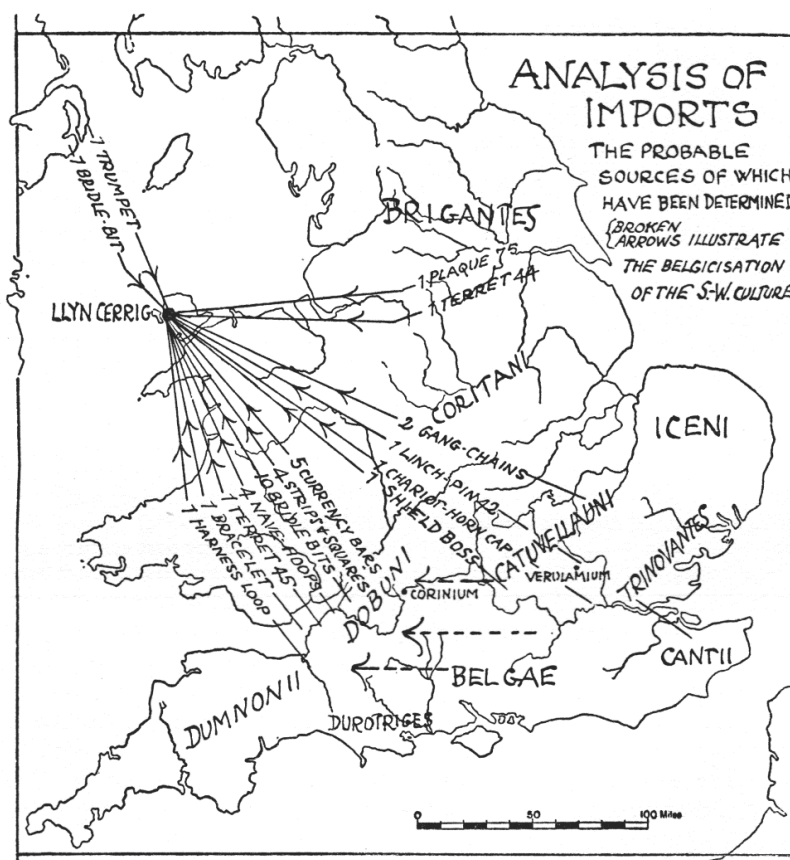 ANALYSIS OF
IMPORTS
THE PROBABLE
SOURCES OF WHICH
HAVE BEEN DETERMINED
{BROKEN
ARROWS ILLUSTRATE
THE BELGICISATION
OF THE S.-W. CULTURE
1 TRUMPET
1 BRIDLE-BIT
BRIGANTES
LLYN CERRIG
1 PLAQUE 75
1 TERRET 44
CORITANI
ICENI
2 GANG-CHAINS
1 LINCH-PIN 42
1 CHARIOT-HORN CAP
1 SHIELD BOSS
5 CURRENCY BARS
4 STRIPS & SQUARES
10 BRIDLE BITS
4 NAVE-HOOPS
1 TERRET 45
1 BRACELET
1 HARNESS LOOP
CATUVELLAUNI
TRINOVANTES
VERULAMIUM
DOBUNI
CORINIUM
CANTII
BELGAE
DUMNONII
DUROTRIGES
0 50 100 Miles